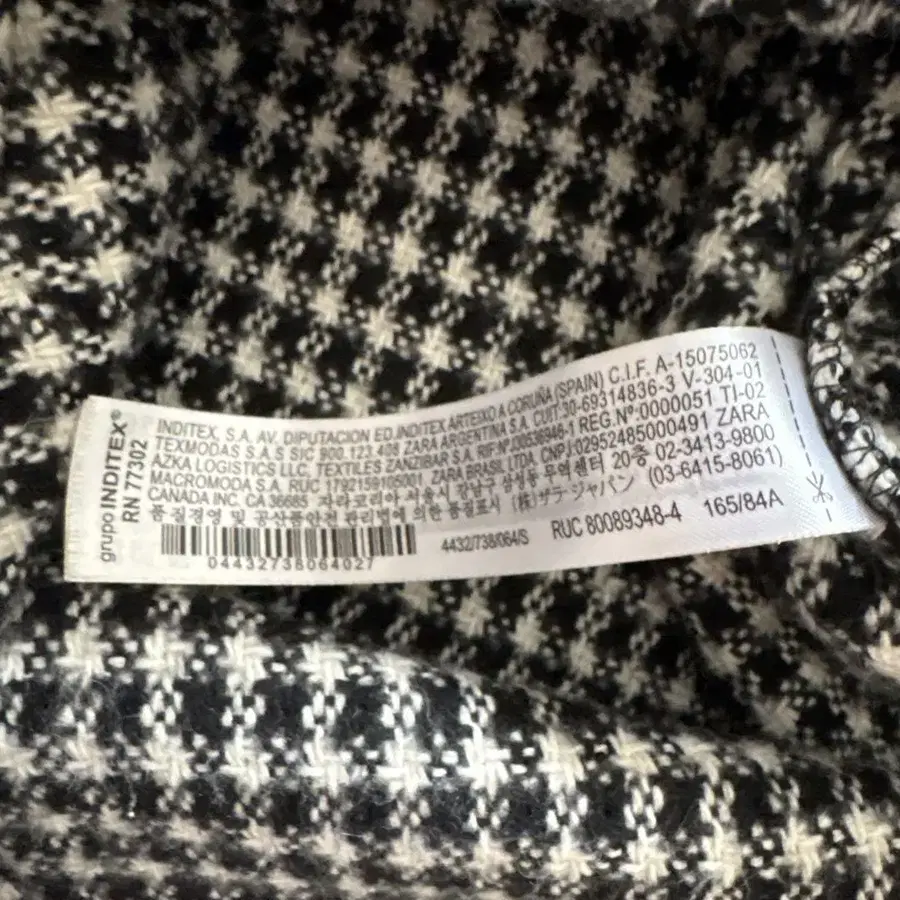 grupo INDITEX®
RN 77302
INDITEX, S.A. AV. DIPUTACION ED.INDITEX ARTEIXO A CORUÑA (SPAIN) C.I.F. A-15075062
TEXMODAS S.A.S SIC 900.123.408 ZARA ARGENTINA S.A. CUIT.30-69314836-3 V-304-01
AZKA LOGISTICS LLC, TEXTILES ZANZIBAR S.A. RIF-Nº 00536946-1 REG.Nº 0000051 TI-02
MACROMODA S.A. RUC 1792159105001. ZARA BRASIL LTDA. CNPJ:02952485000491 ZARA
CANADA INC. CA 36685 자라코리아 서울시 강남구 삼성동 무역센터 20층 02-3413-9800
품질경영 및 공산품안전 관리법에 의한 품질표시 (株)ザラ・ジャパン (03-6415-8061)
04432738064027
4432/738/064/S
RUC 80089348-4
165/84A